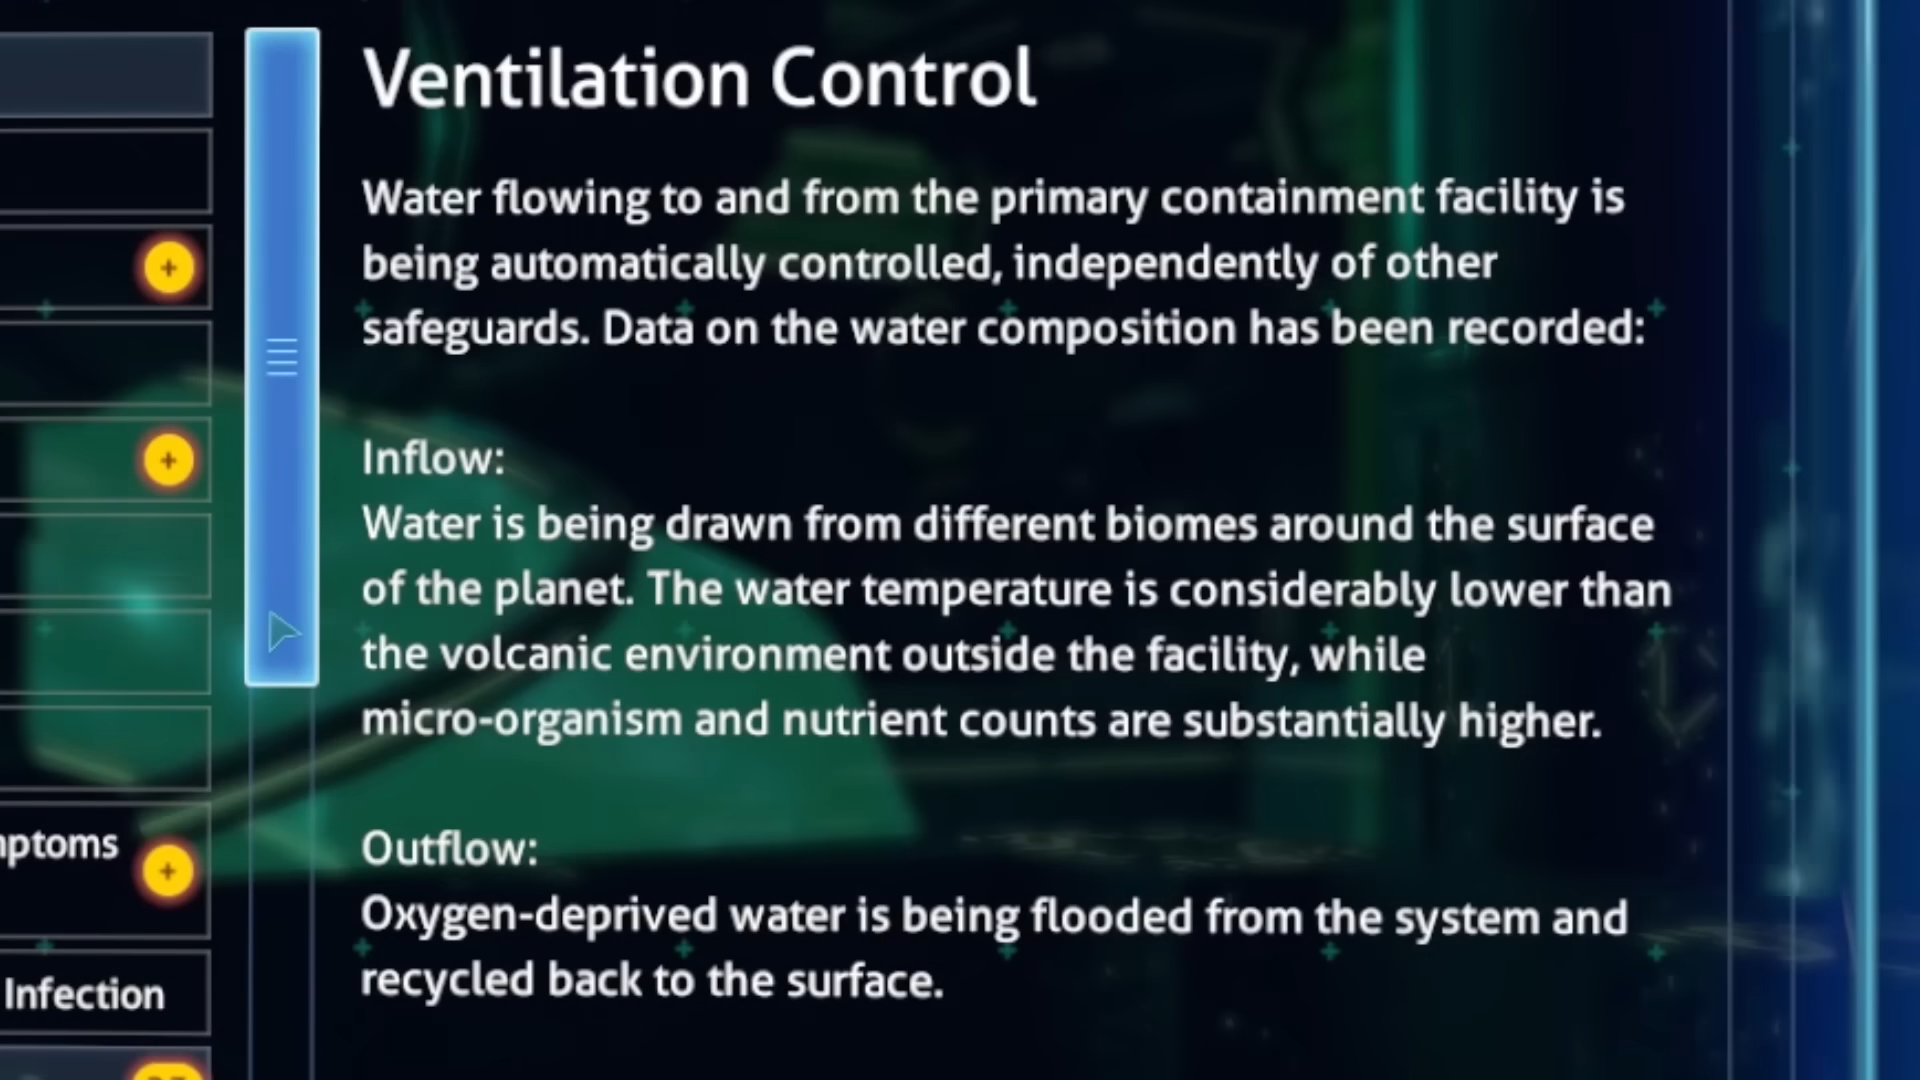 Ventilation Control
Water flowing to and from the primary containment facility is
being automatically controlled, independently of other
safeguards. Data on the water composition has been recorded:
Inflow:
Water is being drawn from different biomes around the surface
of the planet. The water temperature is considerably lower than
the volcanic environment outside the facility, while
micro-organism and nutrient counts are substantially higher.
Outflow:
Oxygen-deprived water is being flooded from the system and
recycled back to the surface.
mptoms
Infection